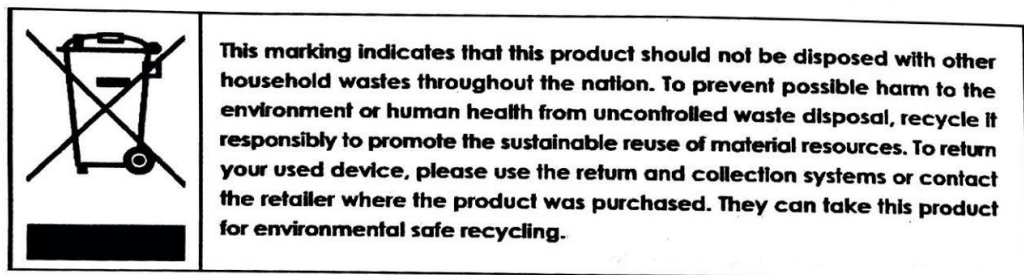 This marking indicates that this product should not be disposed with other
household wastes throughout the nation. To prevent possible harm to the
environment or human health from uncontrolled waste disposal, recycle it
responsibly to promote the sustainable reuse of material resources. To return
your used device, please use the return and collection systems or contact
the retailer where the product was purchased. They can take this product
for environmental safe recycling.